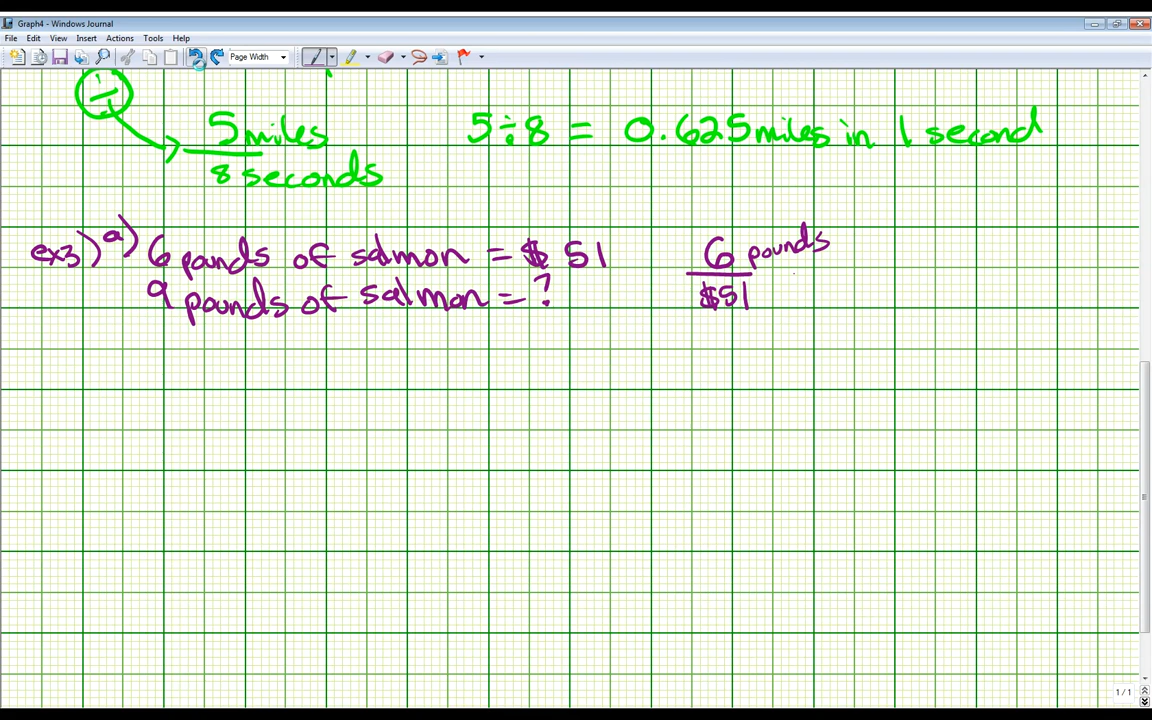 Graph4 - Windows Journal
File Edit View Insert Actions Tools Help
Page Width
5 miles
8 seconds
5 ÷ 8 = 0.625 miles in 1 second
ex3) a) 6 pounds of salmon = $ 51
9 pounds of salmon = ?
6 pounds
$51
1 / 1